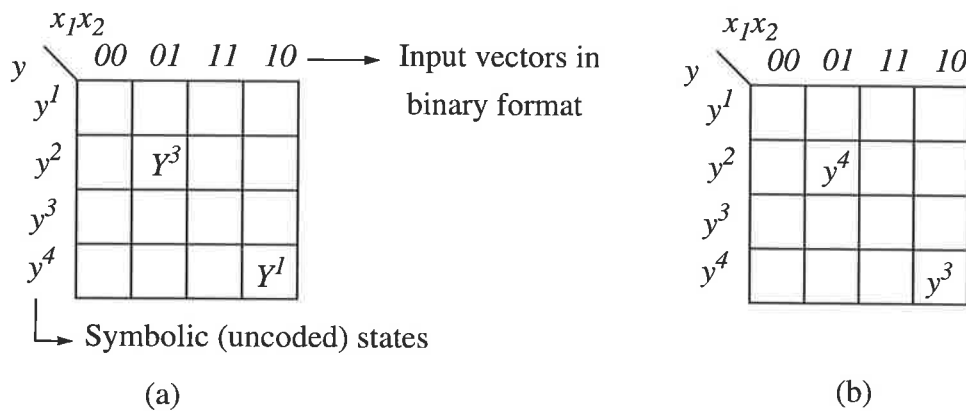 x₁x₂
y 00 01 11 10 → Input vectors in
binary format
y¹
y² Y³
y³
y⁴ Y¹
Symbolic (uncoded) states
(a)
x₁x₂
y 00 01 11 10
y¹
y² y⁴
y³
y⁴ y³
(b)